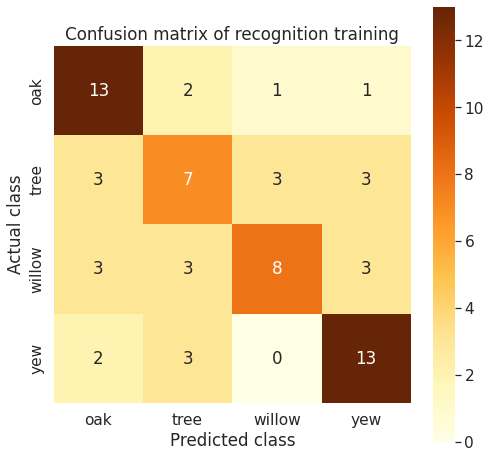 Confusion matrix of recognition training
12
10
8
6
4
2
0
Actual class
oak
13 2 1 1
tree
3 7 3 3
willow
3 3 8 3
yew
2 3 0 13
oak tree willow yew
Predicted class